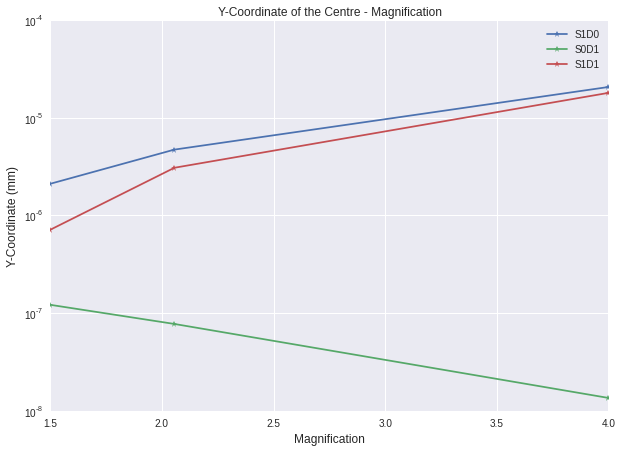 Y-Coordinate of the Centre - Magnification
10^-4
10^-5
10^-6
10^-7
10^-8
Y-Coordinate (mm)
S1D0
S0D1
S1D1
1.5 2.0 2.5 3.0 3.5 4.0
Magnification